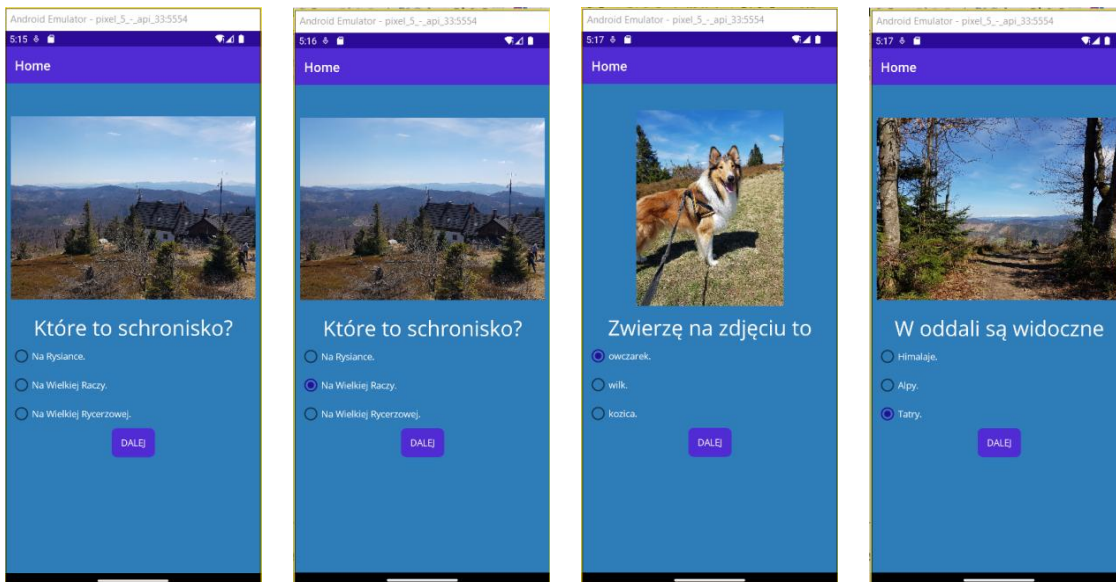 Android Emulator - pixel_5_-_api_33:5554
5:15
Home
Które to schronisko?
Na Rysiance.
Na Wielkiej Raczy.
Na Wielkiej Rycerzowej.
DALEJ
Android Emulator - pixel_5_-_api_33:5554
5:16
Home
Które to schronisko?
Na Rysiance.
Na Wielkiej Raczy.
Na Wielkiej Rycerzowej.
DALEJ
Android Emulator - pixel_5_-_api_33:5554
5:17
Home
Zwierzę na zdjęciu to
owczarek.
wilk.
kozica.
DALEJ
Android Emulator - pixel_5_-_api_33:5554
5:17
Home
W oddali są widoczne
Himalaje.
Alpy.
Tatry.
DALEJ